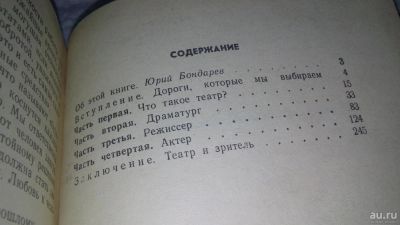 СОДЕРЖАНИЕ
Об этой книге. Юрий Бондарев . . . . 3
Вступление. Дороги, которые мы выбираем 4
Часть первая. Что такое театр? . . . . 15
Часть вторая. Драматург . . . . 33
Часть третья. Режиссер . . . . 83
Часть четвертая. Актер . . . . 124
Заключение. Театр и зритель . . . . 245
au.ru